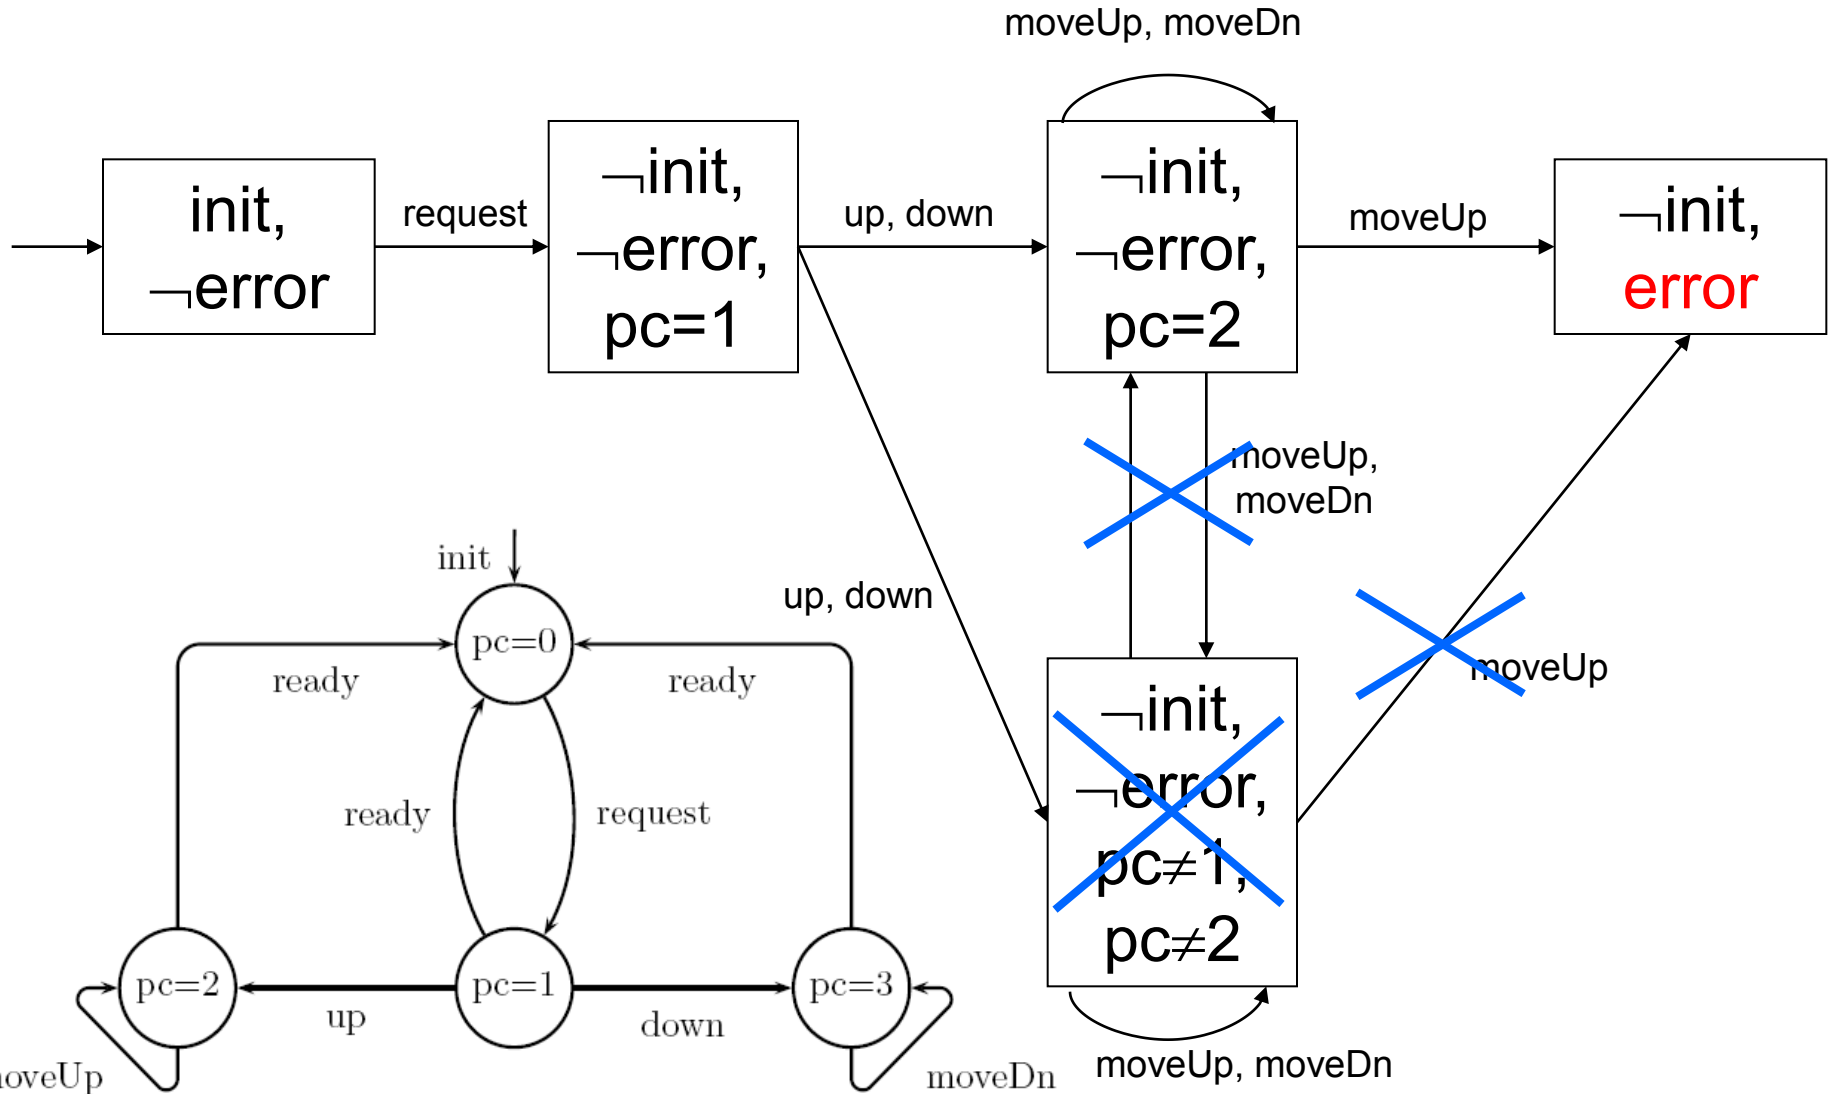 moveUp, moveDn
init,
¬error
request
¬init,
¬error,
pc=1
up, down
¬init,
¬error,
pc=2
moveUp
¬init,
error
moveUp,
moveDn
up, down
moveUp
¬init,
¬error,
pc≠1,
pc≠2
moveUp, moveDn
init
pc=0
ready
ready
ready
request
pc=2
pc=1
pc=3
up
down
moveUp
moveDn